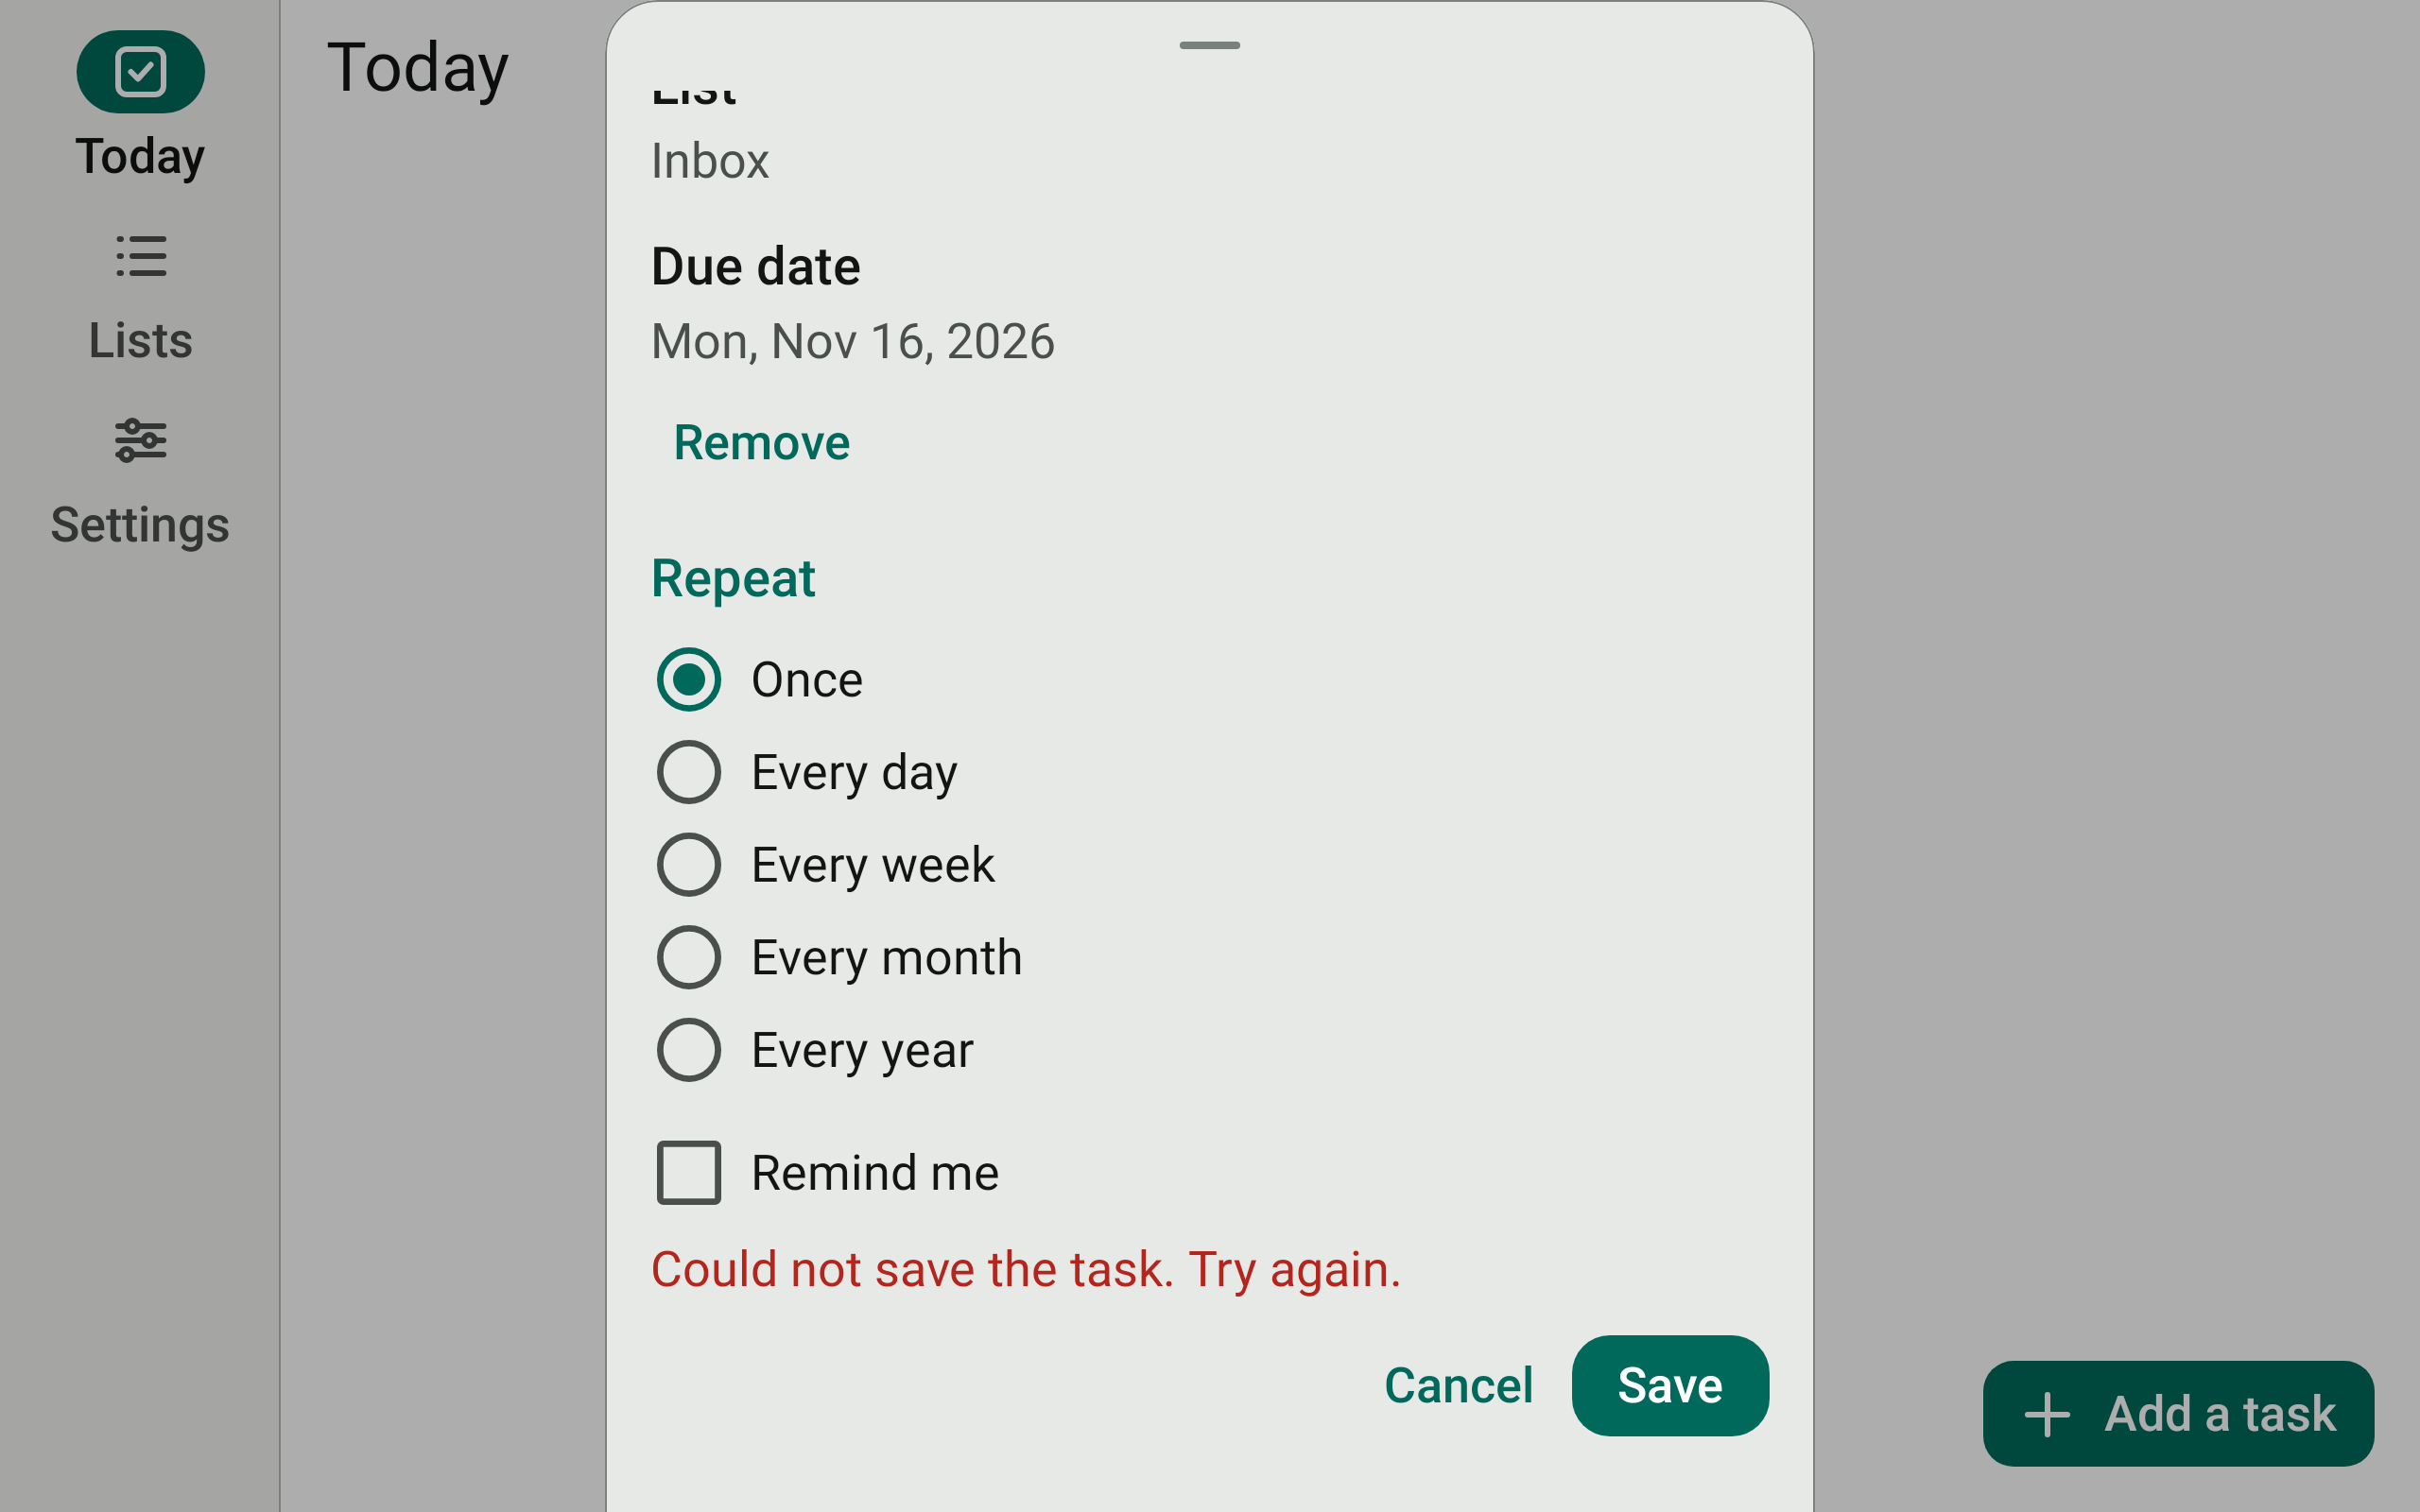 Today
Lists
Settings
Today
List
Inbox
Due date
Mon, Nov 16, 2026
Remove
Repeat
Once
Every day
Every week
Every month
Every year
Remind me
Could not save the task. Try again.
Cancel
Save
Add a task